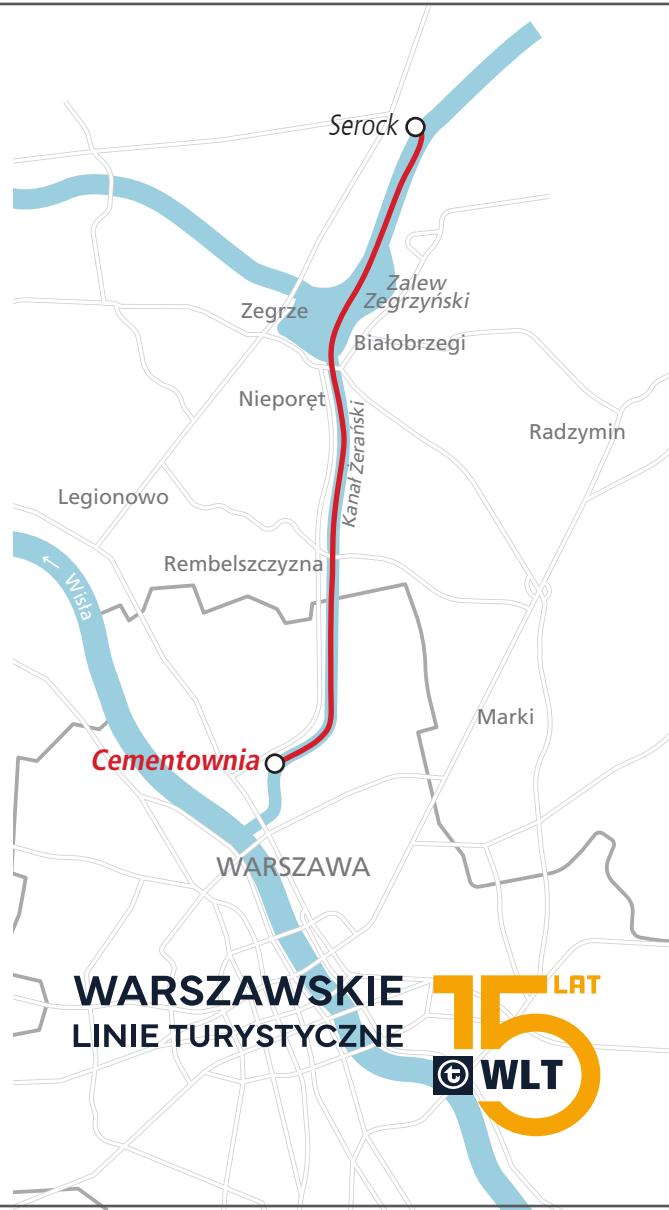 Serock
Zalew
Zegrzyński
Zegrze
Białobrzegi
Nieporęt
Kanał Żerański
Radzymin
Legionowo
Rembelszczyzna
← Wisła
Marki
Cementownia
WARSZAWA
WARSZAWSKIE
LINIE TURYSTYCZNE
15 LAT
t WLT